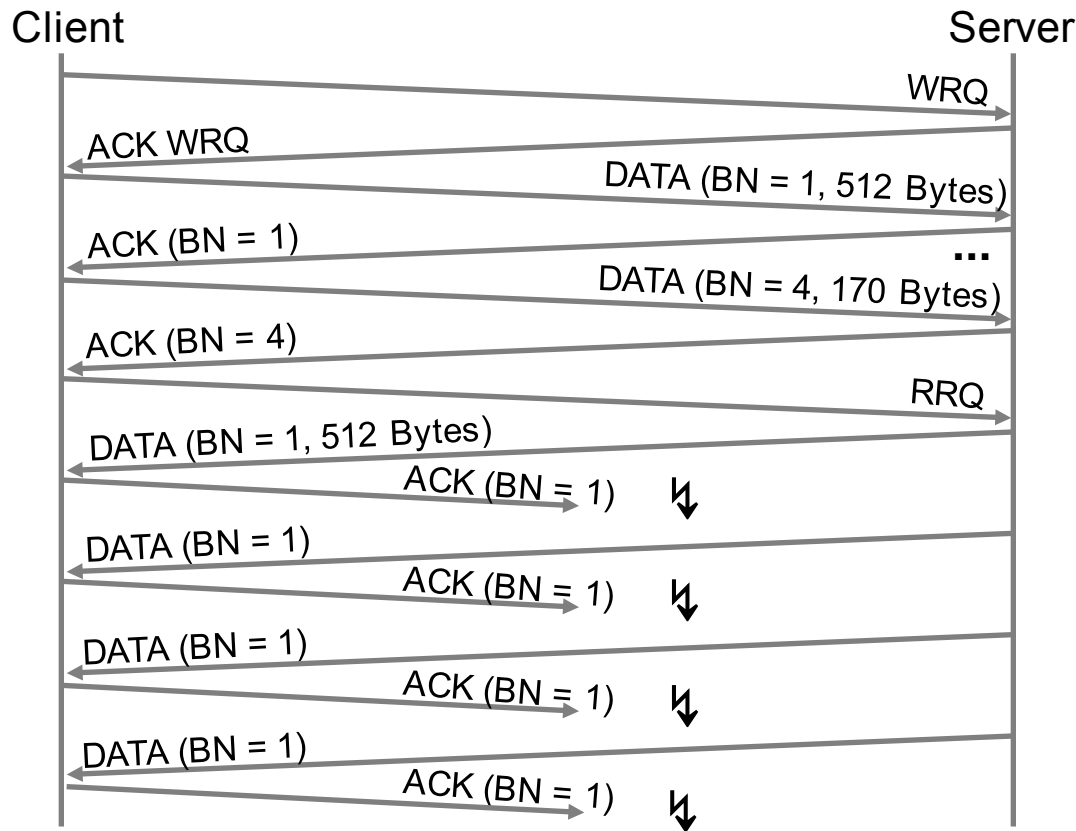 Client
Server
WRQ
ACK WRQ
DATA (BN = 1, 512 Bytes)
ACK (BN = 1)
...
DATA (BN = 4, 170 Bytes)
ACK (BN = 4)
RRQ
DATA (BN = 1, 512 Bytes)
ACK (BN = 1)
DATA (BN = 1)
ACK (BN = 1)
DATA (BN = 1)
ACK (BN = 1)
DATA (BN = 1)
ACK (BN = 1)